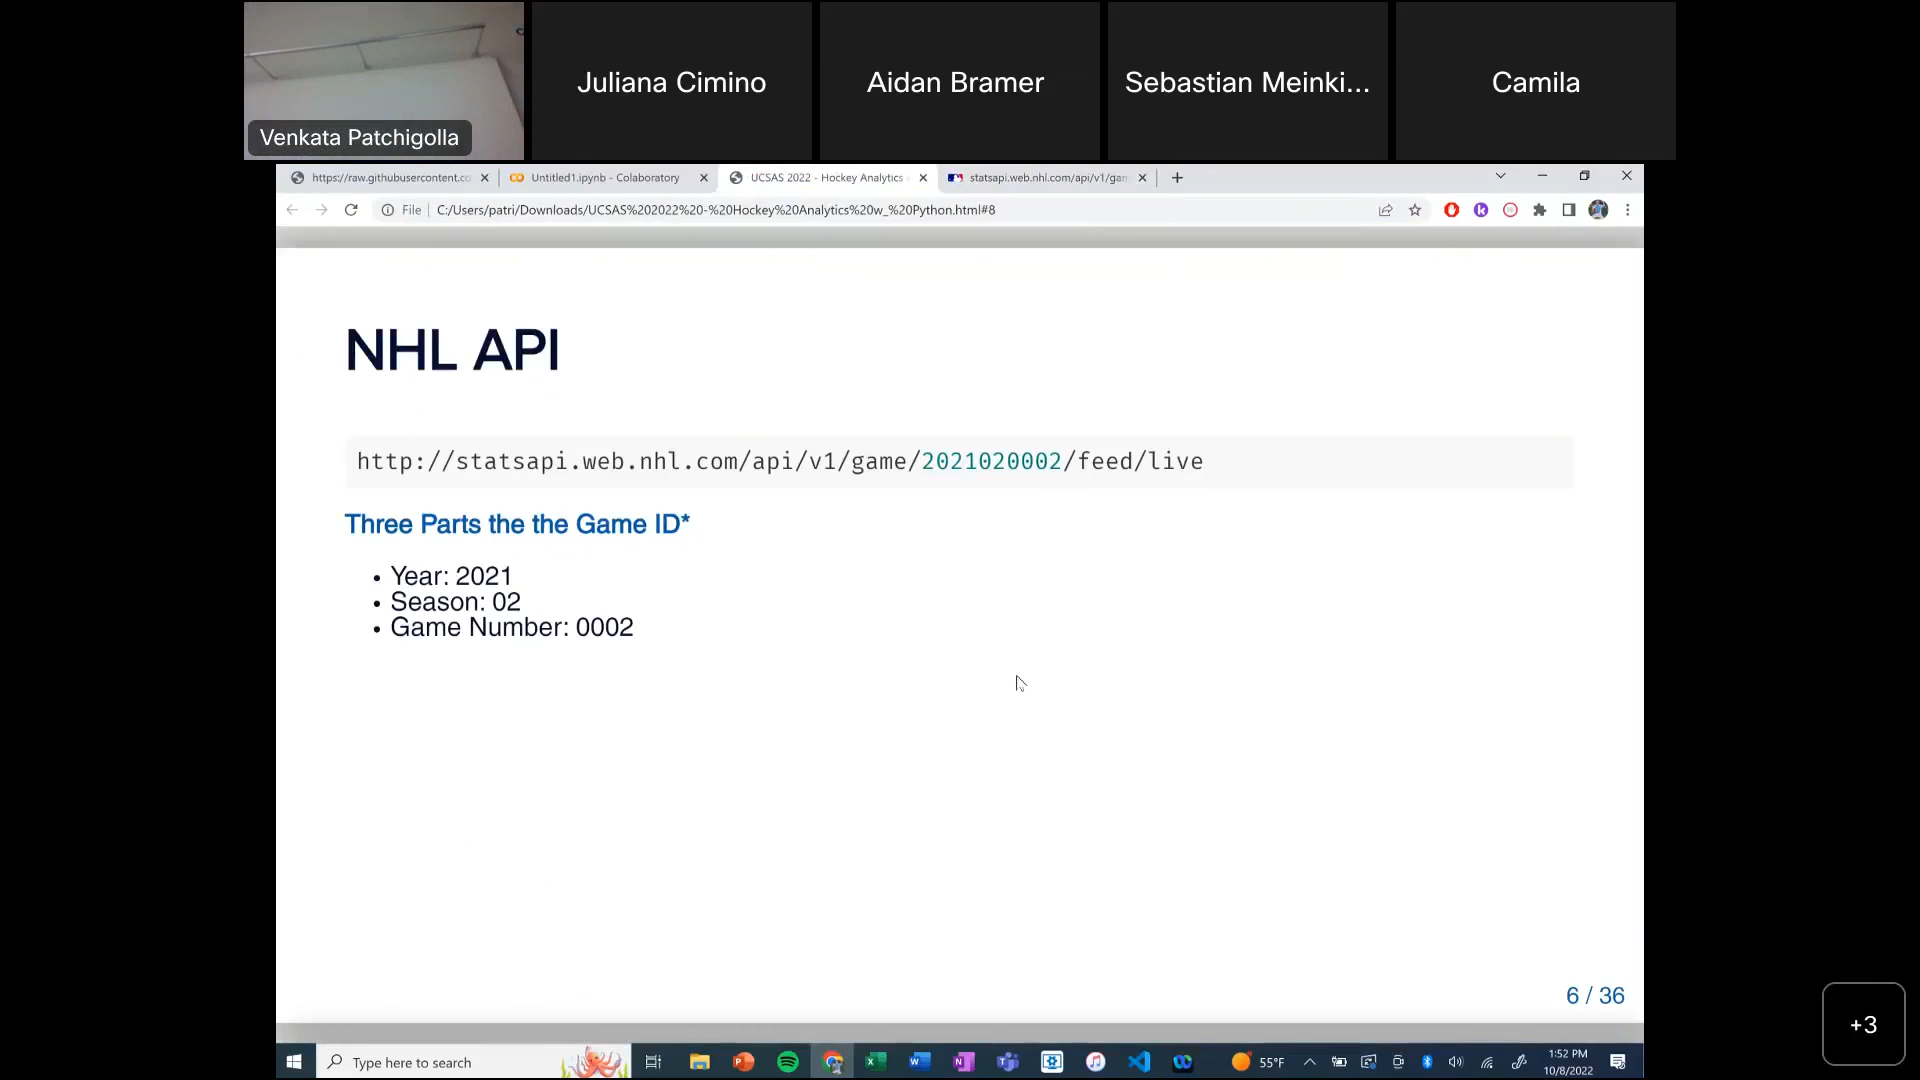 Venkata Patchigolla
Juliana Cimino
Aidan Bramer
Sebastian Meinki...
Camila
https://raw.githubusercontent.co
Untitled1.ipynb - Colaboratory
UCSAS 2022 - Hockey Analytics
statsapi.web.nhl.com/api/v1/gam
File
C:/Users/patri/Downloads/UCSAS%202022%20-%20Hockey%20Analytics%20w_%20Python.html#8
NHL API
http://statsapi.web.nhl.com/api/v1/game/2021020002/feed/live
Three Parts the the Game ID*
• Year: 2021
• Season: 02
• Game Number: 0002
6 / 36
+3
Type here to search
55°F
1:52 PM
10/8/2022